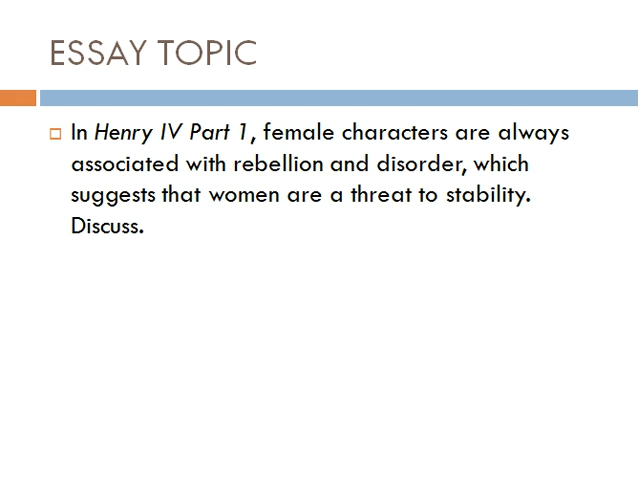 ESSAY TOPIC
In Henry IV Part 1, female characters are always
associated with rebellion and disorder, which
suggests that women are a threat to stability.
Discuss.